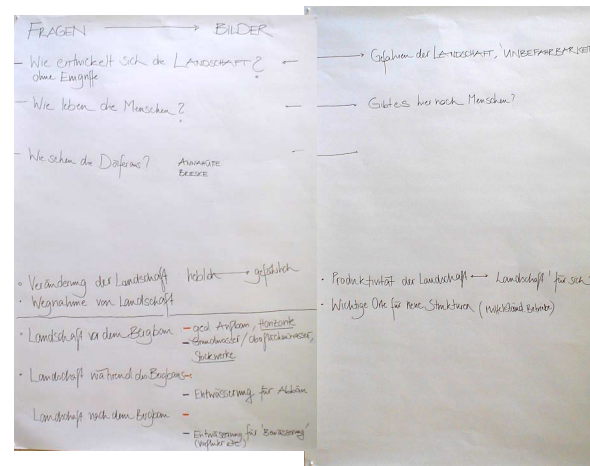 FRAGEN → BILDER
– Wie entwickelt sich die LANDSCHAFT?
ohne Eingriffe
– Wie leben die Menschen?
– Wie sehen die Dörfer aus?
ANNAHÜTE
BRESKE
• Veränderung der Landschaft lieblich → gefährlich
• Wegnahme von Landschaft
• Landschaft vor dem Bergbau – geol. Aufbau, Horizonte
– Grundwasser/Oberflächenwasser,
Stockwerke
• Landschaft während des Bergbaus –
– Entwässerung für Abbau
Landschaft nach dem Bergbau –
– Entwässerung für "Bewässerung"
→ Gefahren der LANDSCHAFT, 'UNBEFAHRBARKEIT
→ Gibt es hier noch Menschen?
• Produktivität der Landschaft ↔ Landschaft 'für sich'
• Wichtige Orte für neue Strukturen